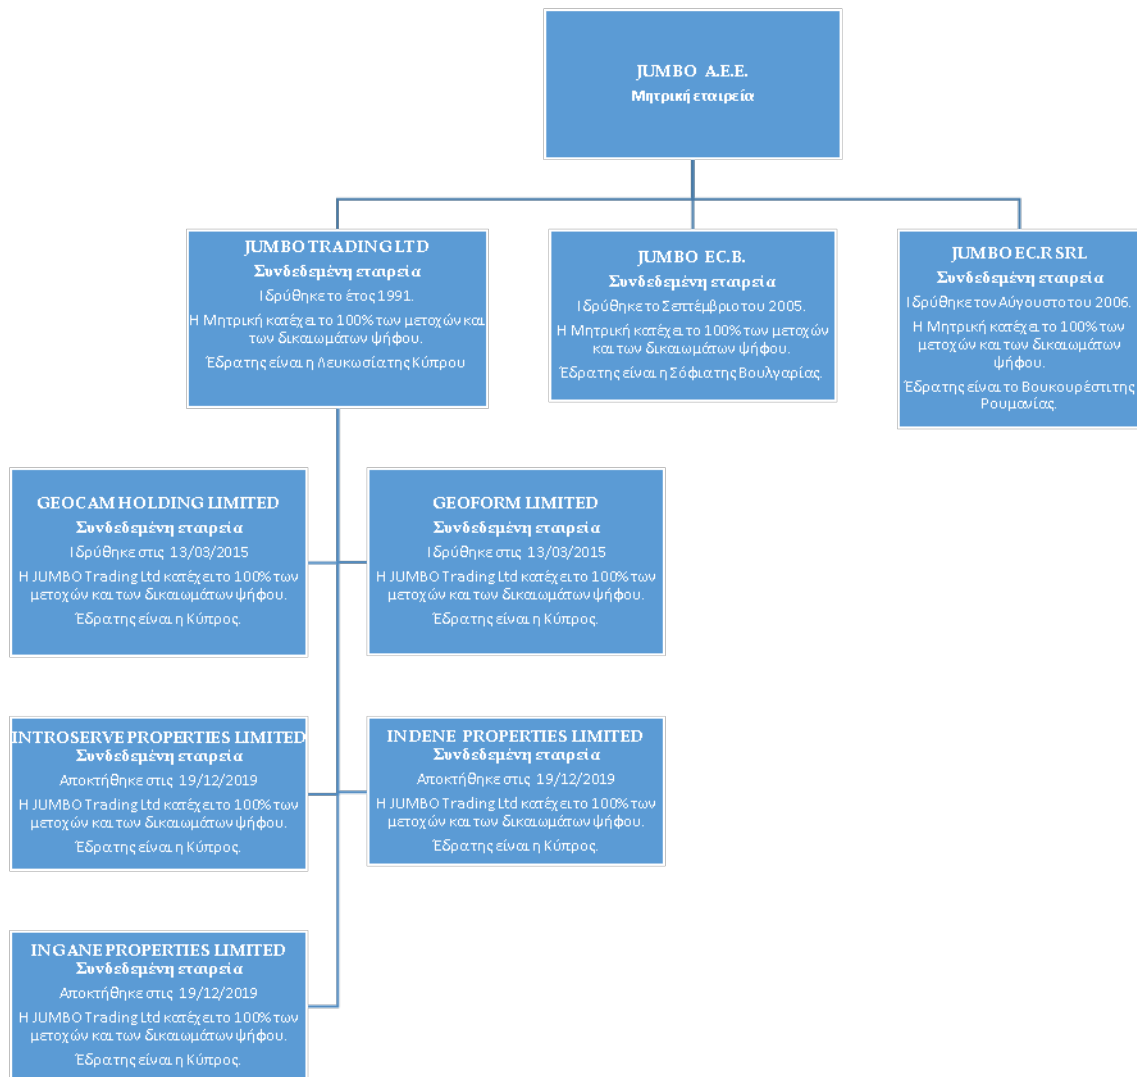 JUMBO A.E.E.
Μητρική εταιρεία
JUMBO TRADING LTD
Συνδεδεμένη εταιρεία
Ιδρύθηκε το έτος 1991.
Η Μητρική κατέχει το 100% των μετοχών και
των δικαιωμάτων ψήφου.
Έδρα της είναι η Λευκωσία της Κύπρου
JUMBO EC.B.
Συνδεδεμένη εταιρεία
Ιδρύθηκε το Σεπτέμβριο του 2005.
Η Μητρική κατέχει το 100% των μετοχών
και των δικαιωμάτων ψήφου.
Έδρα της είναι η Σόφια της Βουλγαρίας.
JUMBO EC.R SRL
Συνδεδεμένη εταιρεία
Ιδρύθηκε τον Αύγουστο του 2006.
Η Μητρική κατέχει το 100% των
μετοχών και των δικαιωμάτων
ψήφου.
Έδρα της είναι το Βουκουρέστι της
Ρουμανίας.
GEOCAM HOLDING LIMITED
Συνδεδεμένη εταιρεία
Ιδρύθηκε στις 13/03/2015
Η JUMBO Trading Ltd κατέχει το 100% των
μετοχών και των δικαιωμάτων ψήφου.
Έδρα της είναι η Κύπρος.
GEOFORM LIMITED
Συνδεδεμένη εταιρεία
Ιδρύθηκε στις 13/03/2015
Η JUMBO Trading Ltd κατέχει το 100% των
μετοχών και των δικαιωμάτων ψήφου.
Έδρα της είναι η Κύπρος.
INTROSERVE PROPERTIES LIMITED
Συνδεδεμένη εταιρεία
Αποκτήθηκε στις 19/12/2019
Η JUMBO Trading Ltd κατέχει το 100% των
μετοχών και των δικαιωμάτων ψήφου.
Έδρα της είναι η Κύπρος.
INDENE PROPERTIES LIMITED
Συνδεδεμένη εταιρεία
Αποκτήθηκε στις 19/12/2019
Η JUMBO Trading Ltd κατέχει το 100% των
μετοχών και των δικαιωμάτων ψήφου.
Έδρα της είναι η Κύπρος.
INGANE PROPERTIES LIMITED
Συνδεδεμένη εταιρεία
Αποκτήθηκε στις 19/12/2019
Η JUMBO Trading Ltd κατέχει το 100% των
μετοχών και των δικαιωμάτων ψήφου.
Έδρα της είναι η Κύπρος.